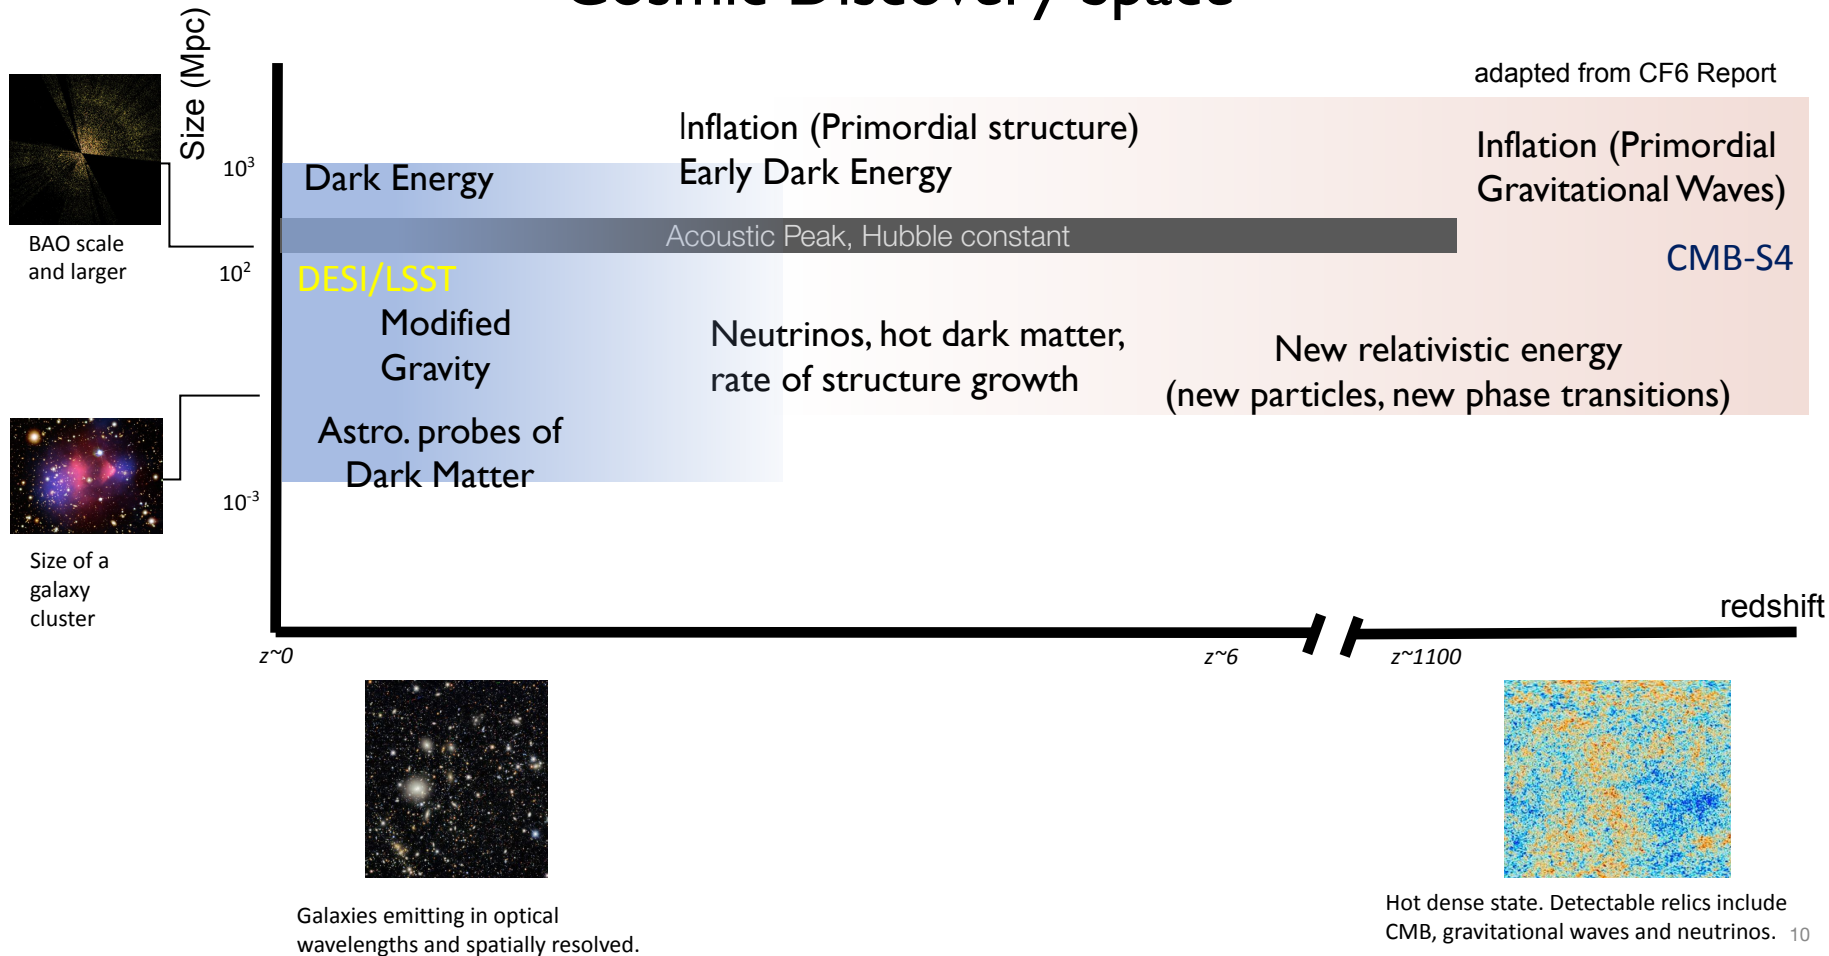 Cosmic Discovery Space
Size (Mpc)
adapted from CF6 Report
10³
10²
10⁻³
BAO scale
and larger
Size of a
galaxy
cluster
Dark Energy
Inflation (Primordial structure)
Early Dark Energy
Inflation (Primordial
Gravitational Waves)
Acoustic Peak, Hubble constant
CMB-S4
DESI/LSST
Modified
Gravity
Neutrinos, hot dark matter,
rate of structure growth
New relativistic energy
(new particles, new phase transitions)
Astro. probes of
Dark Matter
redshift
z~0
z~6
z~1100
Galaxies emitting in optical
wavelengths and spatially resolved.
Hot dense state. Detectable relics include
CMB, gravitational waves and neutrinos.
10